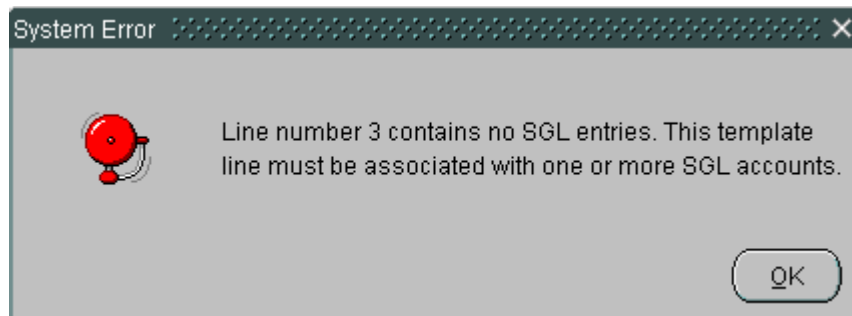 System Error
Line number 3 contains no SGL entries. This template
line must be associated with one or more SGL accounts.
OK